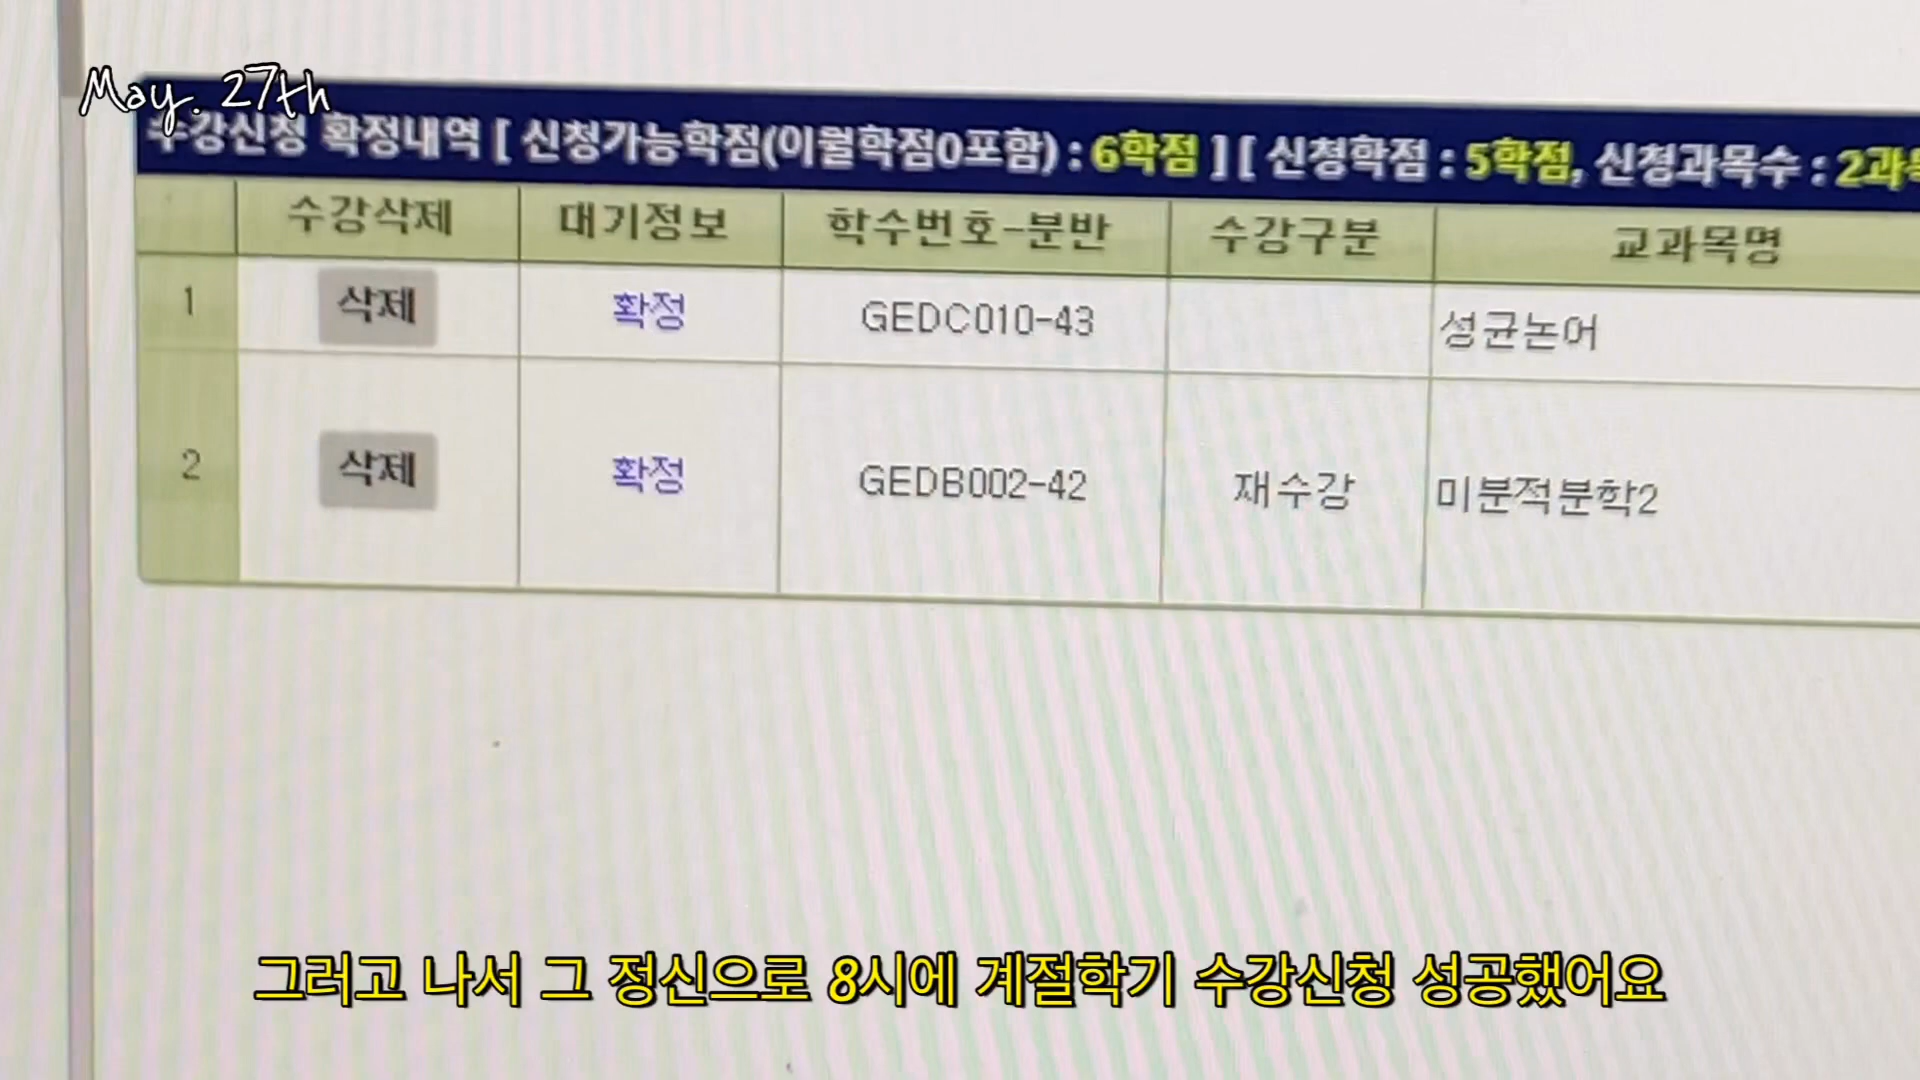 May. 27th
수강신청 확정내역 [ 신청가능학점(이월학점0포함) : 6학점 ] [ 신청학점 : 5학점, 신청과목수 : 2과목
수강삭제 대기정보 학수번호-분반 수강구분 교과목명
1 삭제 확정 GEDC010-43 성균논어
2 삭제 확정 GEDB002-42 재수강 미분적분학2
그러고 나서 그 정신으로 8시에 계절학기 수강신청 성공했어요